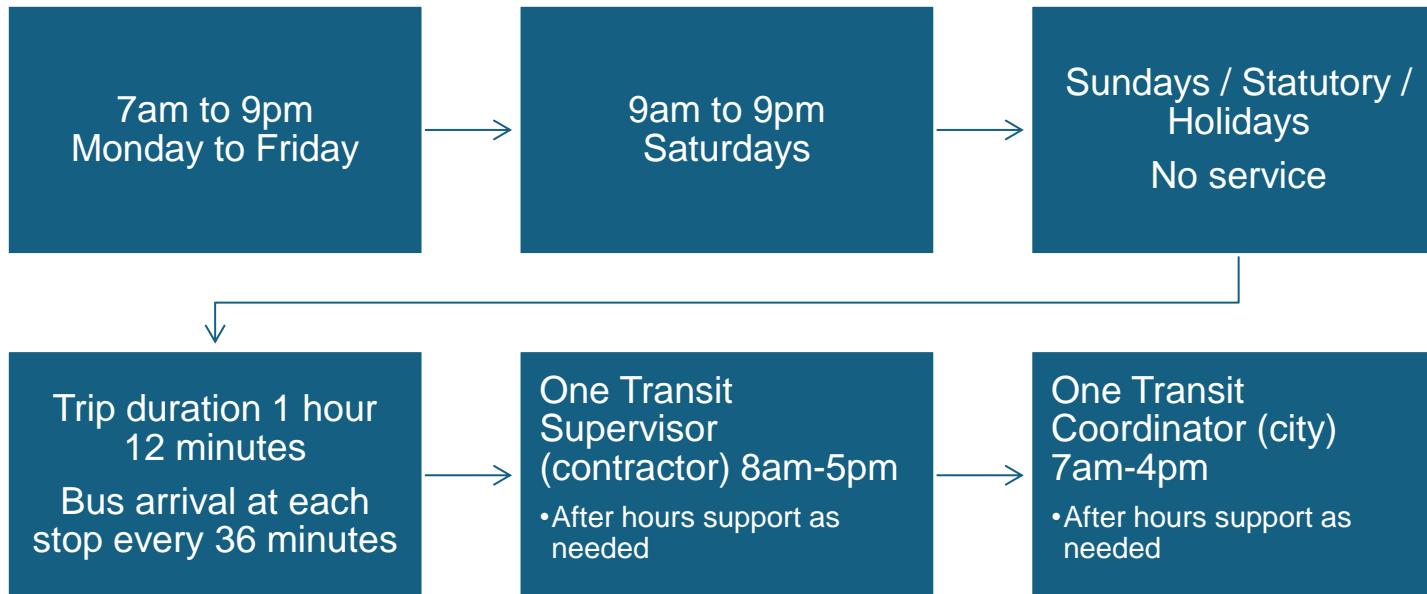 7am to 9pm
Monday to Friday
9am to 9pm
Saturdays
Sundays / Statutory /
Holidays
No service
Trip duration 1 hour
12 minutes
Bus arrival at each
stop every 36 minutes
One Transit
Supervisor
(contractor) 8am-5pm
•After hours support as
needed
One Transit
Coordinator (city)
7am-4pm
•After hours support as
needed